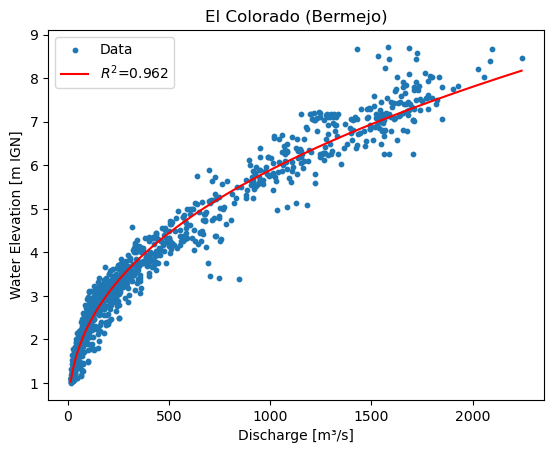 El Colorado (Bermejo)
Data
R²=0.962
Water Elevation [m IGN]
9
8
7
6
5
4
3
2
1
0
500
1000
1500
2000
Discharge [m³/s]